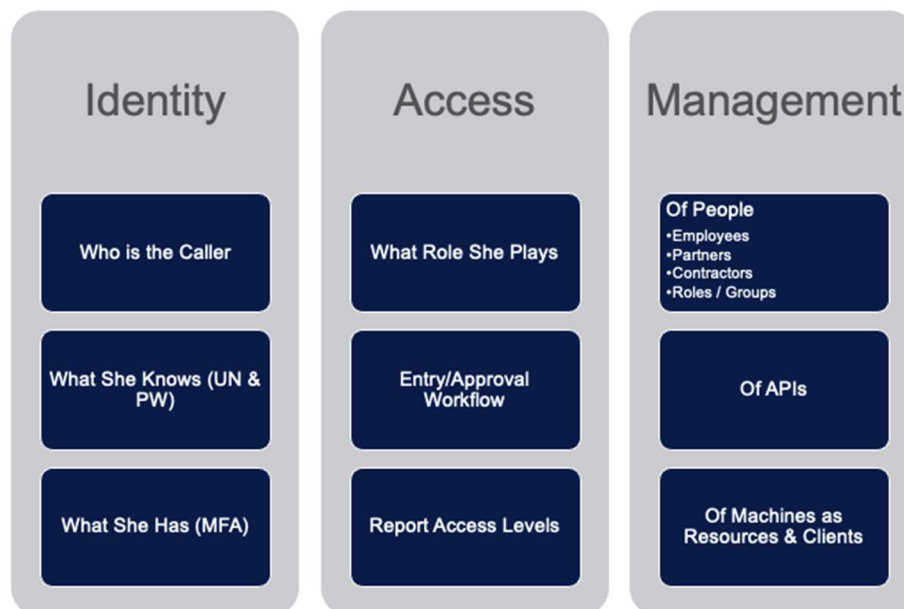 Identity
Who is the Caller
What She Knows (UN &
PW)
What She Has (MFA)
Access
What Role She Plays
Entry/Approval
Workflow
Report Access Levels
Management
Of People
•Employees
•Partners
•Contractors
•Roles / Groups
Of APIs
Of Machines as
Resources & Clients